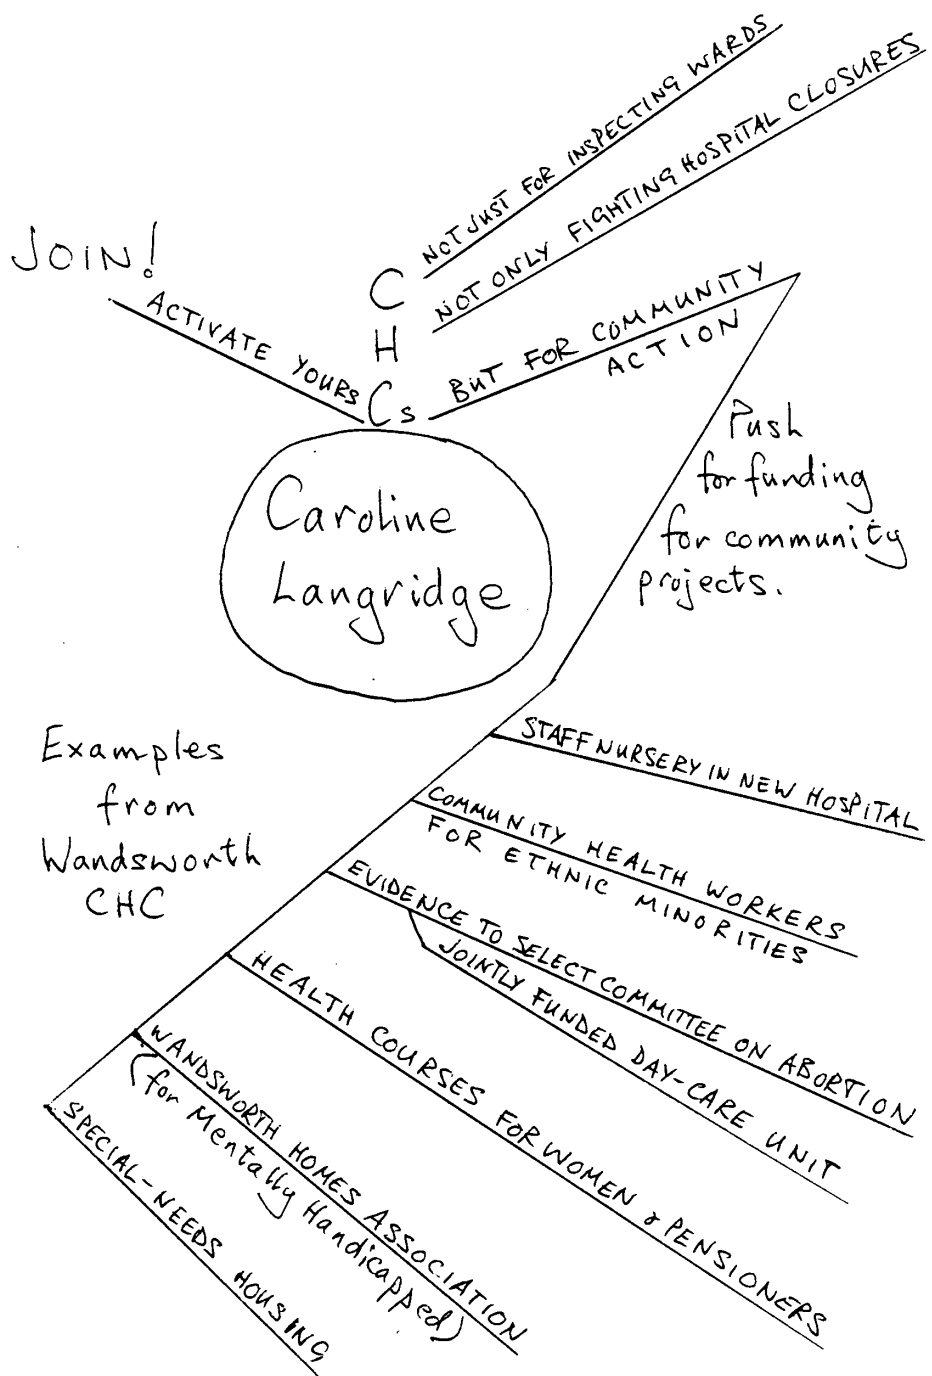 NOT JUST FOR INSPECTING WARDS
NOT ONLY FIGHTING HOSPITAL CLOSURES
JOIN!
ACTIVATE YOURS
C
H
Cs
BUT FOR COMMUNITY
ACTION
Push
for funding
for community
projects.
Caroline
Langridge
Examples
from
Wandsworth
CHC
STAFF NURSERY IN NEW HOSPITAL
COMMUNITY HEALTH WORKERS
FOR ETHNIC MINORITIES
EVIDENCE TO SELECT COMMITTEE ON ABORTION
JOINTLY FUNDED DAY-CARE UNIT
HEALTH COURSES FOR WOMEN & PENSIONERS
WANDSWORTH HOMES ASSOCIATION
(for Mentally Handicapped)
SPECIAL-NEEDS HOUSING